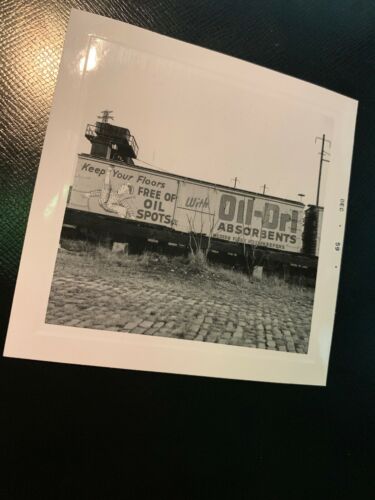 Keep Your Floors
FREE OF
OIL
SPOTS
With
Oil-Dri
ABSORBENTS
DEC • 59